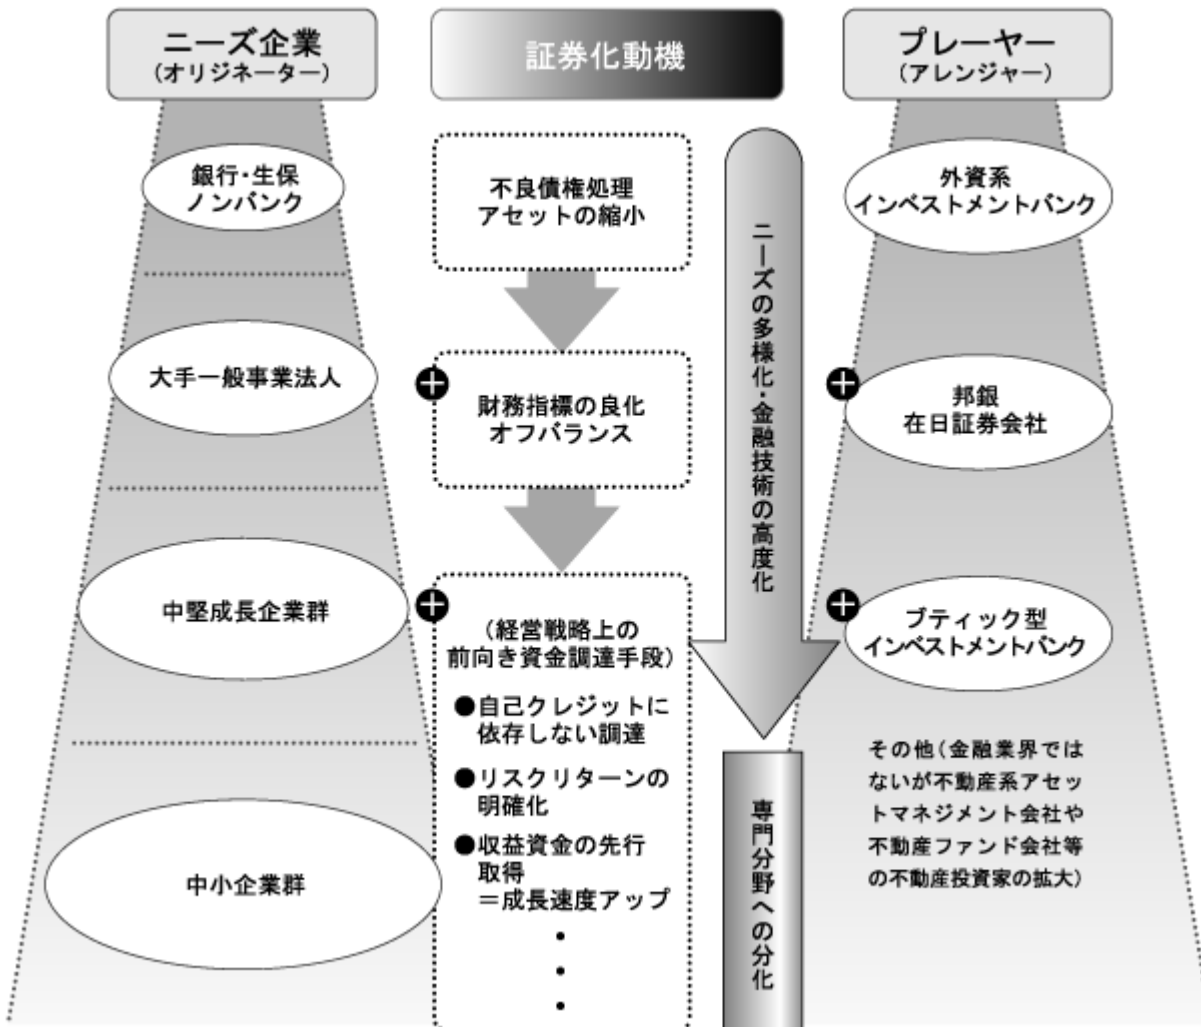 ニーズ企業
（オリジネーター）
証券化動機
プレーヤー
（アレンジャー）
銀行・生保
ノンバンク
大手一般事業法人
中堅成長企業群
中小企業群
不良債権処理
アセットの縮小
財務指標の良化
オフバランス
（経営戦略上の
前向き資金調達手段）
●自己クレジットに
依存しない調達
●リスクリターンの
明確化
●収益資金の先行
取得
＝成長速度アップ
・
・
・
ニーズの多様化・金融技術の高度化
専門分野への分化
外資系
インベストメントバンク
邦銀
在日証券会社
ブティック型
インベストメントバンク
その他（金融業界では
ないが不動産系アセッ
トマネジメント会社や
不動産ファンド会社等
の不動産投資家の拡大）